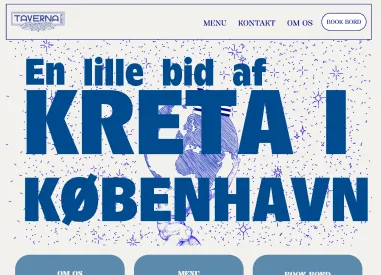 TAVERNA
MENU KONTAKT OM OS BOOK BORD
En lille bid af
KRETA I
KØBENHAVN
OM OS MENU BOOK BORD